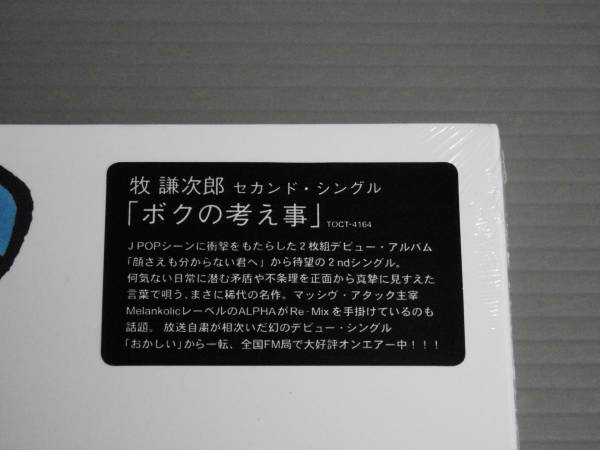 牧 謙次郎 セカンド・シングル
「ボクの考え事」TOCT-4164
J POPシーンに衝撃をもたらした2枚組デビュー・アルバム
「顔さえも分からない君へ」から待望の2ndシングル。
何気ない日常に潜む矛盾や不条理を正面から真摯に見すえた
言葉で唄う、まさに稀代の名作。マッシヴ・アタック主宰
MelankolicレーベルのALPHAがRe-Mixを手掛けているのも
話題。放送自粛が相次いだ幻のデビュー・シングル
「おかしい」から一転、全国FM局で大好評オンエアー中!!!